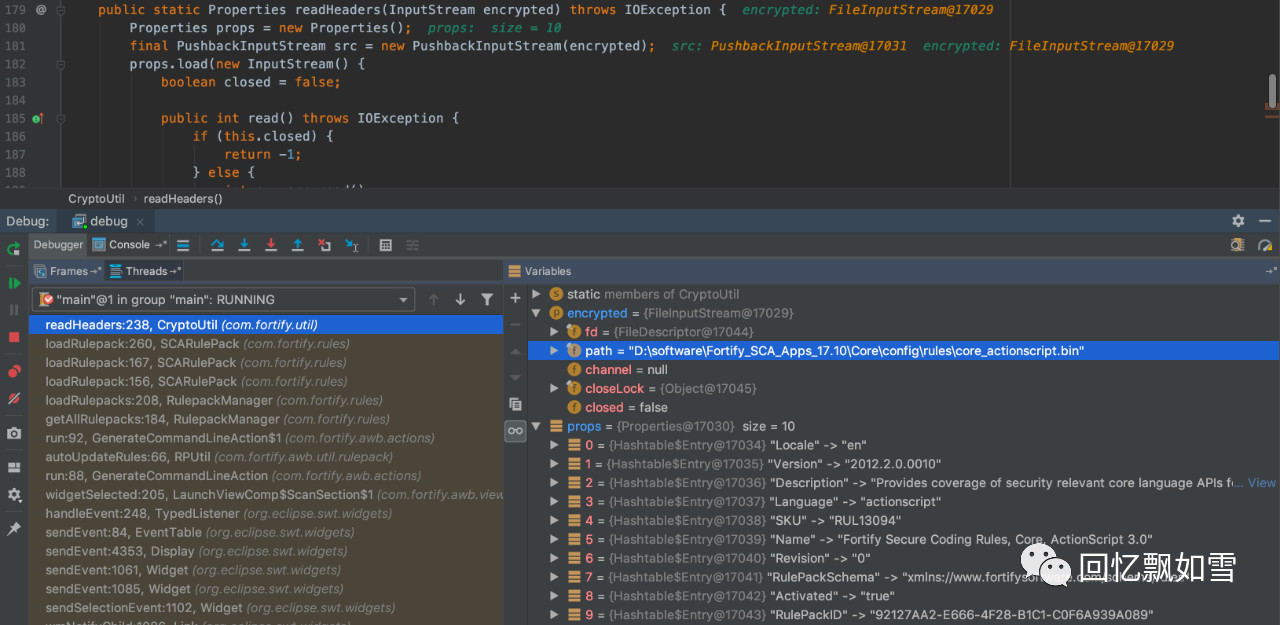 179 @ public static Properties readHeaders(InputStream encrypted) throws IOException { encrypted: FileInputStream@17029
180 Properties props = new Properties(); props: size = 10
181 final PushbackInputStream src = new PushbackInputStream(encrypted); src: PushbackInputStream@17031 encrypted: FileInputStream@17029
182 props.load(new InputStream() {
183 boolean closed = false;
184
185 public int read() throws IOException {
186 if (this.closed) {
187 return -1;
188 } else {
CryptoUtil › readHeaders()
Debug: debug ×
Debugger Console →*
Frames →* Threads →*
"main"@1 in group "main": RUNNING
readHeaders:238, CryptoUtil (com.fortify.util)
loadRulepack:260, SCARulePack (com.fortify.rules)
loadRulepack:167, SCARulePack (com.fortify.rules)
loadRulepack:156, SCARulePack (com.fortify.rules)
loadRulepacks:208, RulepackManager (com.fortify.rules)
getAllRulepacks:184, RulepackManager (com.fortify.rules)
run:92, GenerateCommandLineAction$1 (com.fortify.awb.actions)
autoUpdateRules:66, RPUtil (com.fortify.awb.util.rulepack)
run:88, GenerateCommandLineAction (com.fortify.awb.actions)
widgetSelected:205, LaunchViewComp$ScanSection$1 (com.fortify.awb.view
handleEvent:248, TypedListener (org.eclipse.swt.widgets)
sendEvent:84, EventTable (org.eclipse.swt.widgets)
sendEvent:4353, Display (org.eclipse.swt.widgets)
sendEvent:1061, Widget (org.eclipse.swt.widgets)
sendEvent:1085, Widget (org.eclipse.swt.widgets)
sendSelectionEvent:1102, Widget (org.eclipse.swt.widgets)
Variables →*
static members of CryptoUtil
encrypted = {FileInputStream@17029}
fd = {FileDescriptor@17044}
path = "D:\software\Fortify_SCA_Apps_17.10\Core\config\rules\core_actionscript.bin"
channel = null
closeLock = {Object@17045}
closed = false
props = {Properties@17030} size = 10
0 = {Hashtable$Entry@17034} "Locale" -> "en"
1 = {Hashtable$Entry@17035} "Version" -> "2012.2.0.0010"
2 = {Hashtable$Entry@17036} "Description" -> "Provides coverage of security relevant core language APIs f... View
3 = {Hashtable$Entry@17037} "Language" -> "actionscript"
4 = {Hashtable$Entry@17038} "SKU" -> "RUL13094"
5 = {Hashtable$Entry@17039} "Name" -> "Fortify Secure Coding Rules, Core, ActionScript 3.0"
6 = {Hashtable$Entry@17040} "Revision" -> "0"
7 = {Hashtable$Entry@17041} "RulePackSchema" -> "xmlns://www.fortifysoftware.com/schema/rules"
8 = {Hashtable$Entry@17042} "Activated" -> "true"
9 = {Hashtable$Entry@17043} "RulePackID" -> "92127AA2-E666-4F28-B1C1-C0F6A939A089"
回忆飘如雪